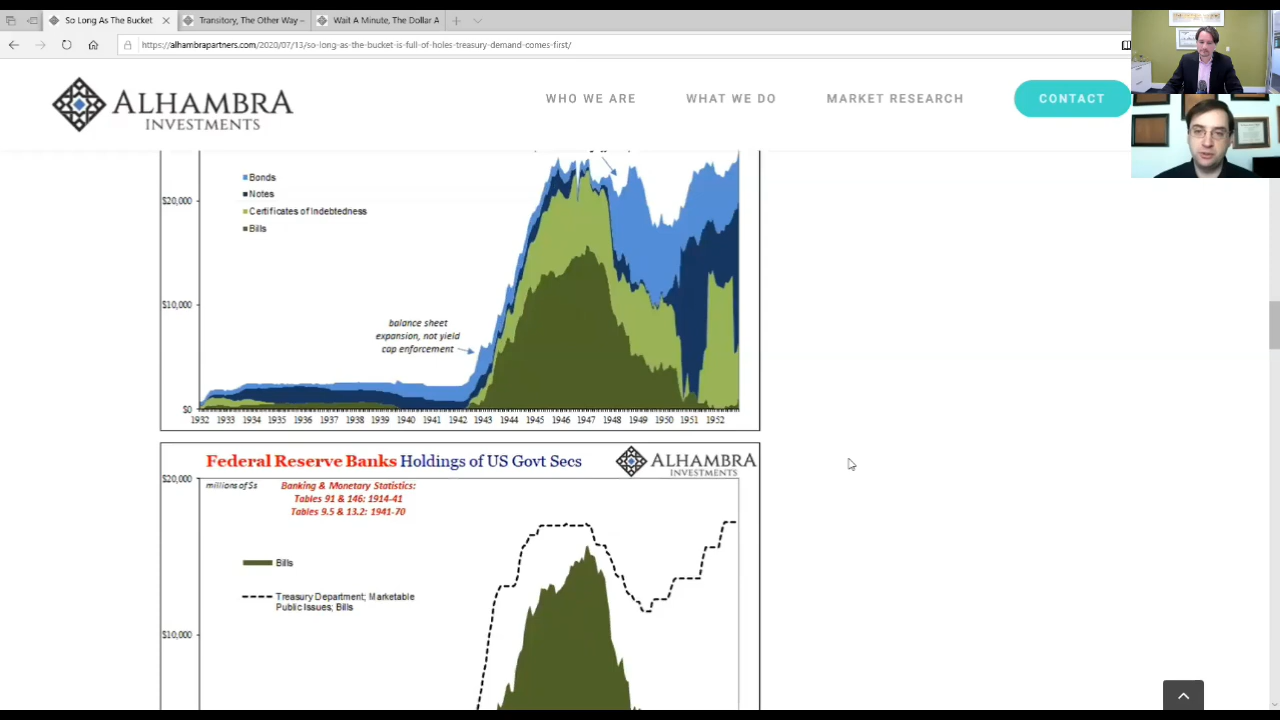 So Long As The Bucket
Transitory, The Other Way –
Wait A Minute, The Dollar A
https://alhambrapartners.com/2020/07/13/so-long-as-the-bucket-is-full-of-holes-treasury-demand-comes-first/
ALHAMBRA
INVESTMENTS
WHO WE ARE
WHAT WE DO
MARKET RESEARCH
CONTACT
Bonds
Notes
Certificates of Indebtedness
Bills
$20,000
$10,000
$0
balance sheet
expansion, not yield
cap enforcement
1932 1933 1934 1935 1936 1937 1938 1939 1940 1941 1942 1943 1944 1945 1946 1947 1948 1949 1950 1951 1952
Federal Reserve Banks Holdings of US Govt Secs
ALHAMBRA
INVESTMENTS
$20,000
millions of $s
Banking & Monetary Statistics:
Tables 91 & 146: 1914-41
Tables 9.5 & 13.2: 1941-70
Bills
Treasury Department; Marketable
Public Issues; Bills
$10,000